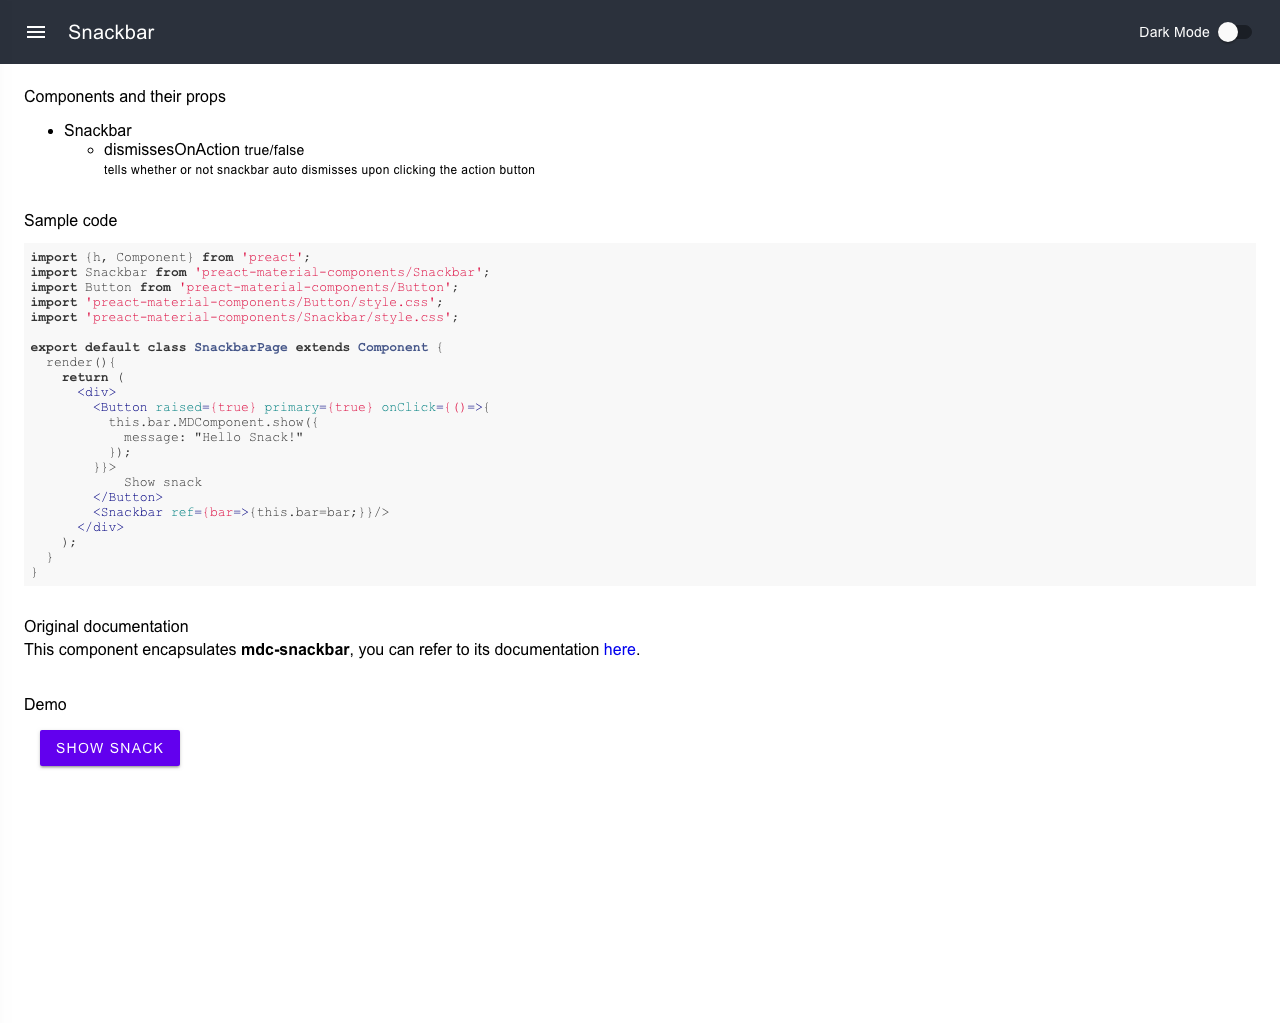 Snackbar
Dark Mode
Components and their props
Snackbar
dismissesOnAction true/false
tells whether or not snackbar auto dismisses upon clicking the action button
Sample code
import {h, Component} from 'preact';
import Snackbar from 'preact-material-components/Snackbar';
import Button from 'preact-material-components/Button';
import 'preact-material-components/Button/style.css';
import 'preact-material-components/Snackbar/style.css';
export default class SnackbarPage extends Component {
  render(){
    return (
      <div>
        <Button raised={true} primary={true} onClick={()=>{
          this.bar.MDComponent.show({
            message: "Hello Snack!"
          });
        }}>
            Show snack
        </Button>
        <Snackbar ref={bar=>{this.bar=bar;}}/>
      </div>
    );
  }
}
Original documentation
This component encapsulates mdc-snackbar, you can refer to its documentation here.
Demo
SHOW SNACK